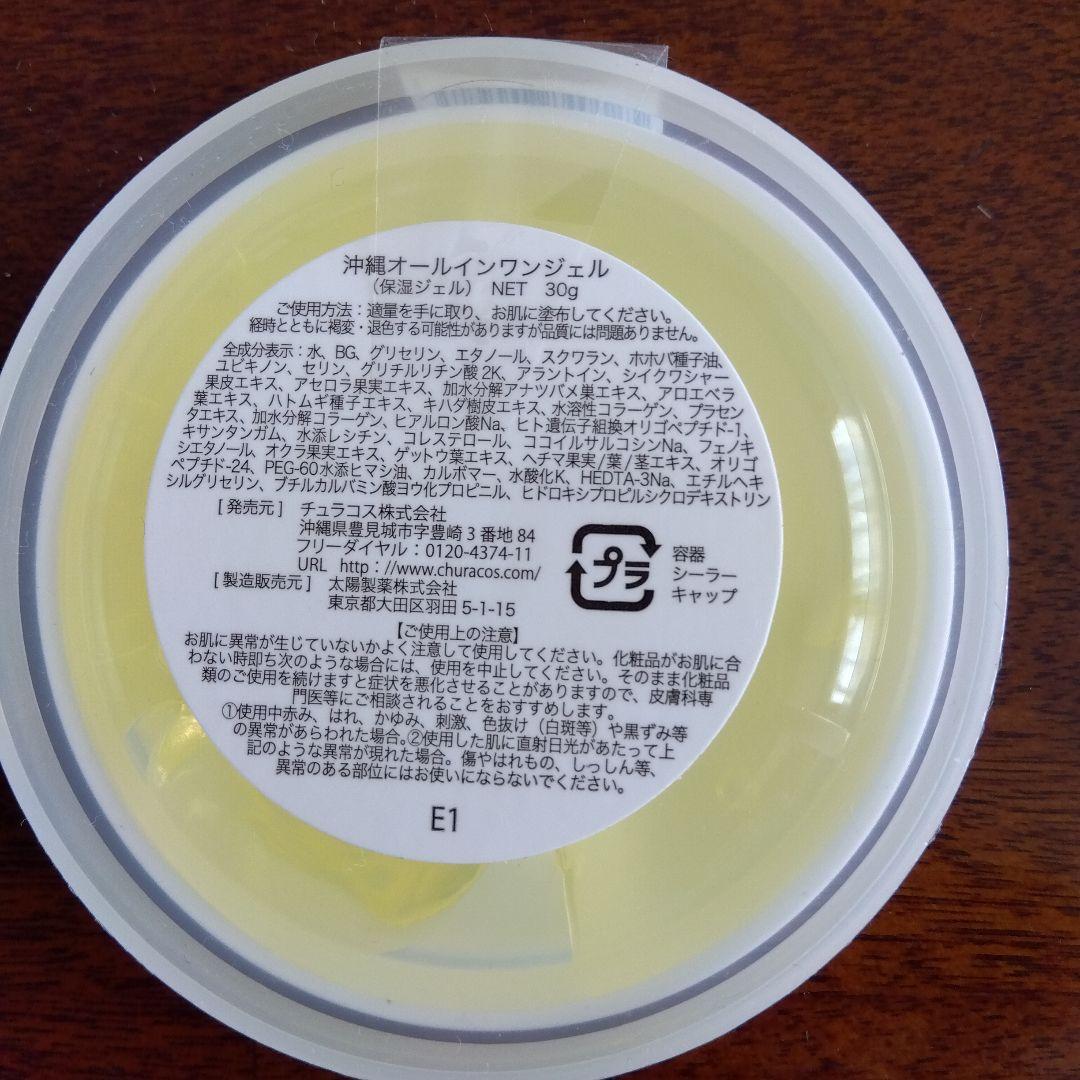 沖縄オールインワンジェル
（保湿ジェル） NET 30g
ご使用方法：適量を手に取り、お肌に塗布してください。
経時とともに褐変・退色する可能性がありますが品質には問題ありません。
全成分表示：水、BG、グリセリン、エタノール、スクワラン、ホホバ種子油、
ユビキノン、セリン、グリチルリチン酸2K、アラントイン、シイクワシャー
果皮エキス、アセロラ果実エキス、加水分解アナツバメ巣エキス、アロエベラ
葉エキス、ハトムギ種子エキス、キハダ樹皮エキス、水溶性コラーゲン、プラセン
タエキス、加水分解コラーゲン、ヒアルロン酸Na、ヒト遺伝子組換オリゴペプチド-1、
キサンタンガム、水添レシチン、コレステロール、ココイルサルコシンNa、フェノキ
シエタノール、オクラ果実エキス、ゲットウ葉エキス、ヘチマ果実/葉/茎エキス、オリゴ
ペプチド-24、PEG-60水添ヒマシ油、カルボマー、水酸化K、HEDTA-3Na、エチルヘキ
シルグリセリン、ブチルカルバミン酸ヨウ化プロピニル、ヒドロキシプロピルシクロデキストリン
[発売元] チュラコス株式会社
沖縄県豊見城市字豊崎3番地84
フリーダイヤル：0120-4374-11
URL http：//www.churacos.com/
[製造販売元] 太陽製薬株式会社
東京都大田区羽田5-1-15
プラ
容器
シーラー
キャップ
【ご使用上の注意】
お肌に異常が生じていないかよく注意して使用してください。化粧品がお肌に合
わない時即ち次のような場合には、使用を中止してください。そのまま化粧品
類のご使用を続けますと症状を悪化させることがありますので、皮膚科専
門医等にご相談されることをおすすめします。
①使用中赤み、はれ、かゆみ、刺激、色抜け（白斑等）や黒ずみ等
の異常があらわれた場合。②使用した肌に直射日光があたって上
記のような異常が現れた場合。傷やはれもの、しっしん等、
異常のある部位にはお使いにならないでください。
E1